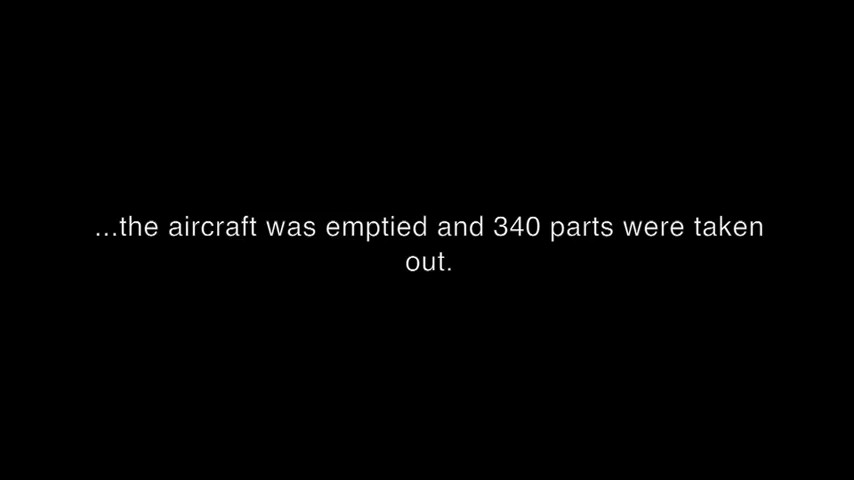 ...the aircraft was emptied and 340 parts were taken
out.